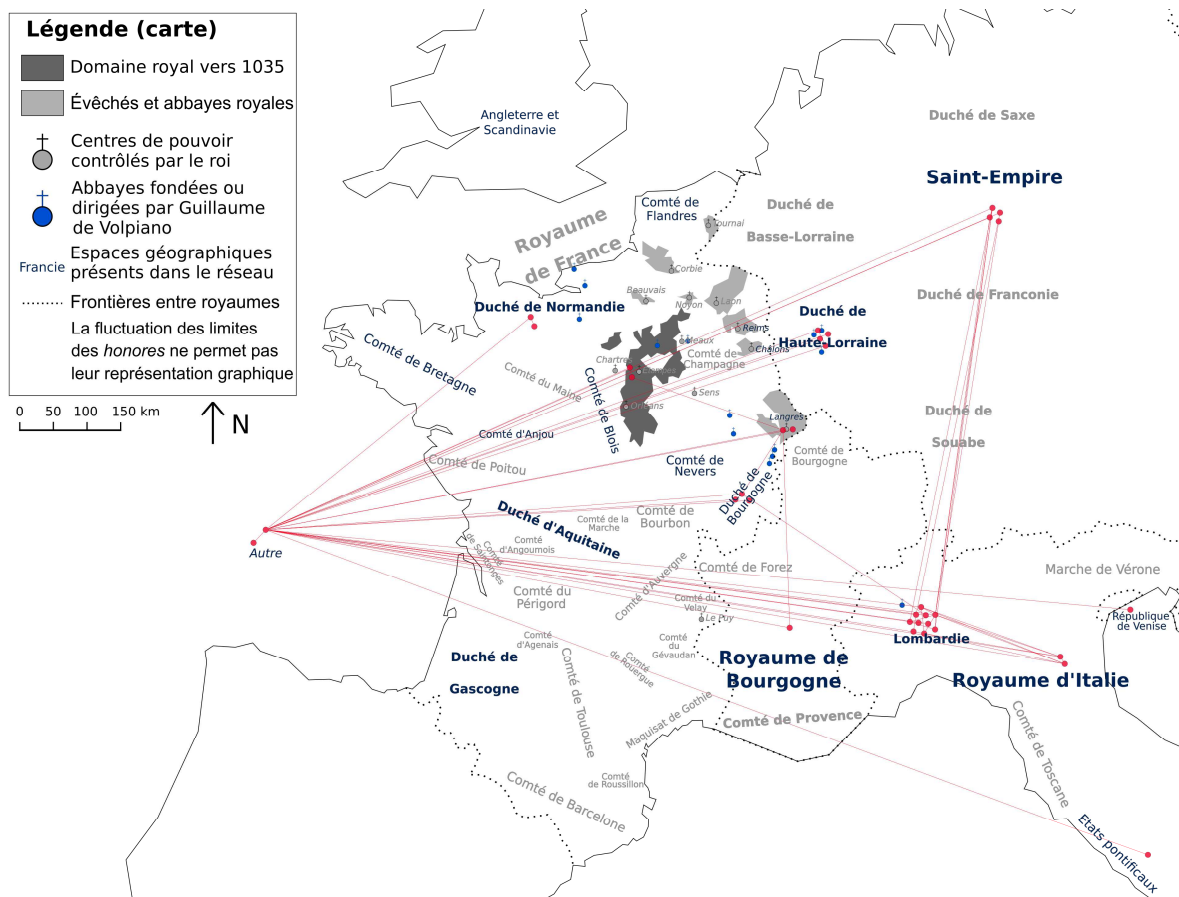 Légende (carte)
Domaine royal vers 1035
Évêchés et abbayes royales
Centres de pouvoir
contrôlés par le roi
Abbayes fondées ou
dirigées par Guillaume
de Volpiano
Francie
Espaces géographiques
présents dans le réseau
Frontières entre royaumes
La fluctuation des limites
des honores ne permet pas
leur représentation graphique
0 50 100 150 km
N
Angleterre et
Scandinavie
Duché de Saxe
Saint-Empire
Comté de
Flandres
Tournai
Duché de
Basse-Lorraine
Royaume
de France
Corbie
Beauvais
Noyon
Laon
Duché de Franconie
Duché de Normandie
Reims
Duché de
Haute-Lorraine
Meaux
Châlons
Comté de
Champagne
Comté de Bretagne
Chartres
Comté du Maine
Sens
Orléans
Comté de Blois
Langres
Duché de
Souabe
Comté d'Anjou
Comté de Poitou
Comté de
Nevers
Comté de
Bourgogne
Duché de
Bourgogne
Duché d'Aquitaine
Comté de la
Marche
Comté de
Bourbon
Autre
Comté
de Saintonges
Comté
d'Angoumois
Comté d'Auvergne
Comté de Forez
Marche de Vérone
Comté du
Périgord
Comté du
Velay
Le Puy
République
de Venise
Lombardie
Comté
d'Agenais
Comté
du
Gévaudan
Comté
de Rouergue
Duché de
Gascogne
Royaume de
Bourgogne
Royaume d'Italie
Comté de Toulouse
Maquisat de Gothie
Comté de Provence
Comté de Toscane
Comté
de Roussillon
Comté de Barcelone
Etats pontificaux